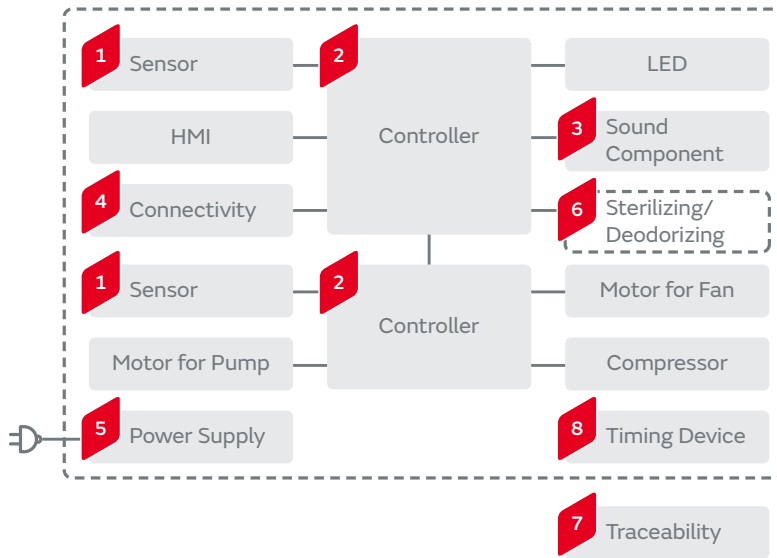 1
Sensor
2
Controller
LED
HMI
3
Sound
Component
4
Connectivity
6
Sterilizing/
Deodorizing
1
Sensor
2
Controller
Motor for Fan
Motor for Pump
Compressor
5
Power Supply
8
Timing Device
7
Traceability